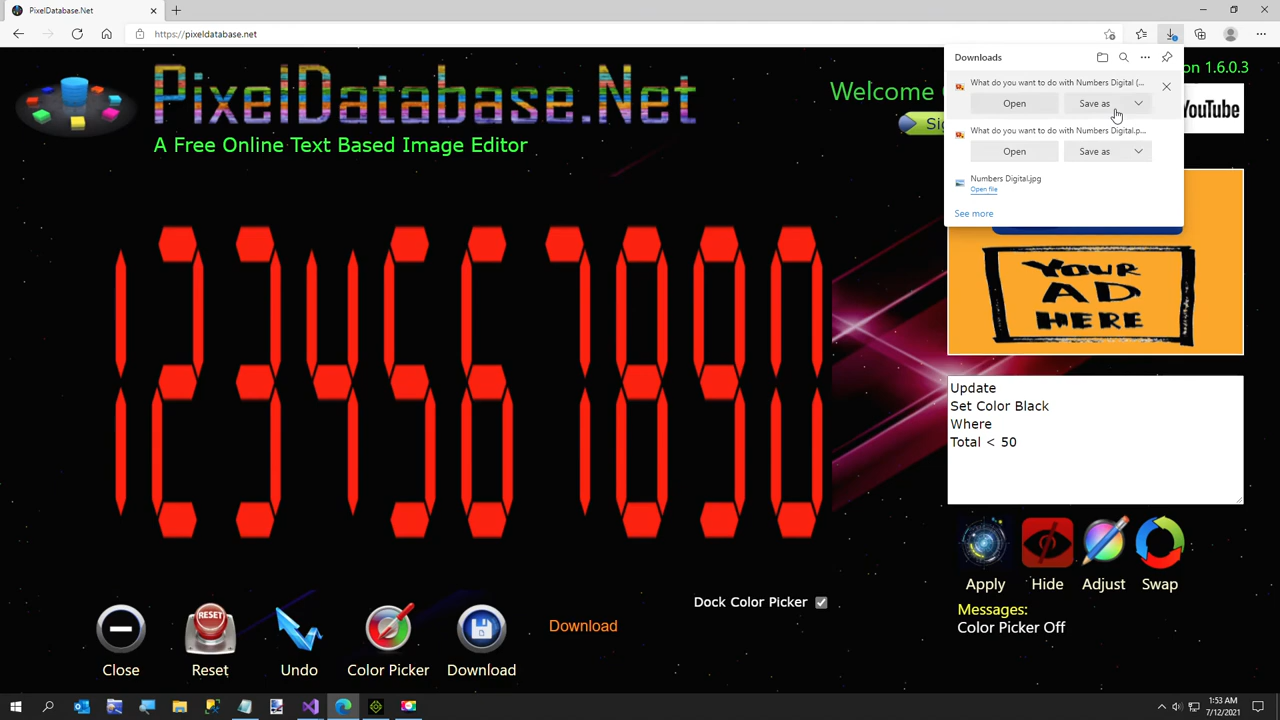 PixelDatabase.Net
https://pixeldatabase.net
Downloads
What do you want to do with Numbers Digital (...
Open
Save as
What do you want to do with Numbers Digital.p...
Open
Save as
Numbers Digital.jpg
Open file
See more
PixelDatabase.Net
A Free Online Text Based Image Editor
Welcome
on 1.6.0.3
YouTube
YOUR
AD
HERE
1234567890
Update
Set Color Black
Where
Total < 50
Apply
Hide
Adjust
Swap
Messages:
Color Picker Off
Dock Color Picker
RESET
Close
Reset
Undo
Color Picker
Download
Download
1:53 AM
7/12/2021